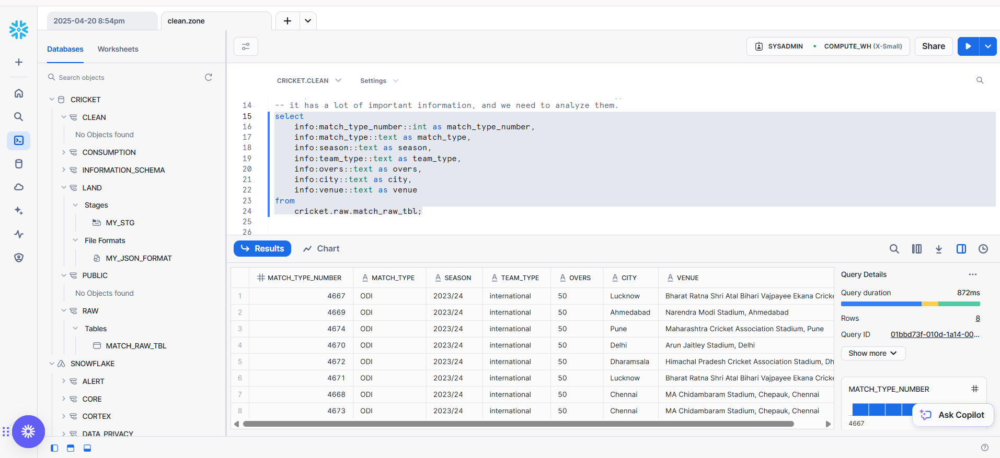 2025-04-20 8:54pm
clean.zone
Databases
Worksheets
SYSADMIN
COMPUTE_WH (X-Small)
Share
Search objects
CRICKET
CLEAN
No Objects found
CONSUMPTION
INFORMATION_SCHEMA
LAND
Stages
MY_STG
File Formats
MY_JSON_FORMAT
PUBLIC
No Objects found
RAW
Tables
MATCH_RAW_TBL
SNOWFLAKE
ALERT
CORE
CORTEX
DATA_PRIVACY
CRICKET.CLEAN
Settings
14 -- it has a lot of important information, and we need to analyze them.
15 select
16 info:match_type_number::int as match_type_number,
17 info:match_type::text as match_type,
18 info:season::text as season,
19 info:team_type::text as team_type,
20 info:overs::text as overs,
21 info:city::text as city,
22 info:venue::text as venue
23 from
24 cricket.raw.match_raw_tbl;
25
26
Results
Chart
MATCH_TYPE_NUMBER MATCH_TYPE SEASON TEAM_TYPE OVERS CITY VENUE
1 4667 ODI 2023/24 international 50 Lucknow Bharat Ratna Shri Atal Bihari Vajpayee Ekana Cricke
2 4669 ODI 2023/24 international 50 Ahmedabad Narendra Modi Stadium, Ahmedabad
3 4674 ODI 2023/24 international 50 Pune Maharashtra Cricket Association Stadium, Pune
4 4670 ODI 2023/24 international 50 Delhi Arun Jaitley Stadium, Delhi
5 4672 ODI 2023/24 international 50 Dharamsala Himachal Pradesh Cricket Association Stadium, Dh
6 4671 ODI 2023/24 international 50 Lucknow Bharat Ratna Shri Atal Bihari Vajpayee Ekana Cricke
7 4668 ODI 2023/24 international 50 Chennai MA Chidambaram Stadium, Chepauk, Chennai
8 4673 ODI 2023/24 international 50 Chennai MA Chidambaram Stadium, Chepauk, Chennai
Query Details
Query duration 872ms
Rows 8
Query ID 01bbd73f-010d-1a14-00...
Show more
MATCH_TYPE_NUMBER
4667
Ask Copilot